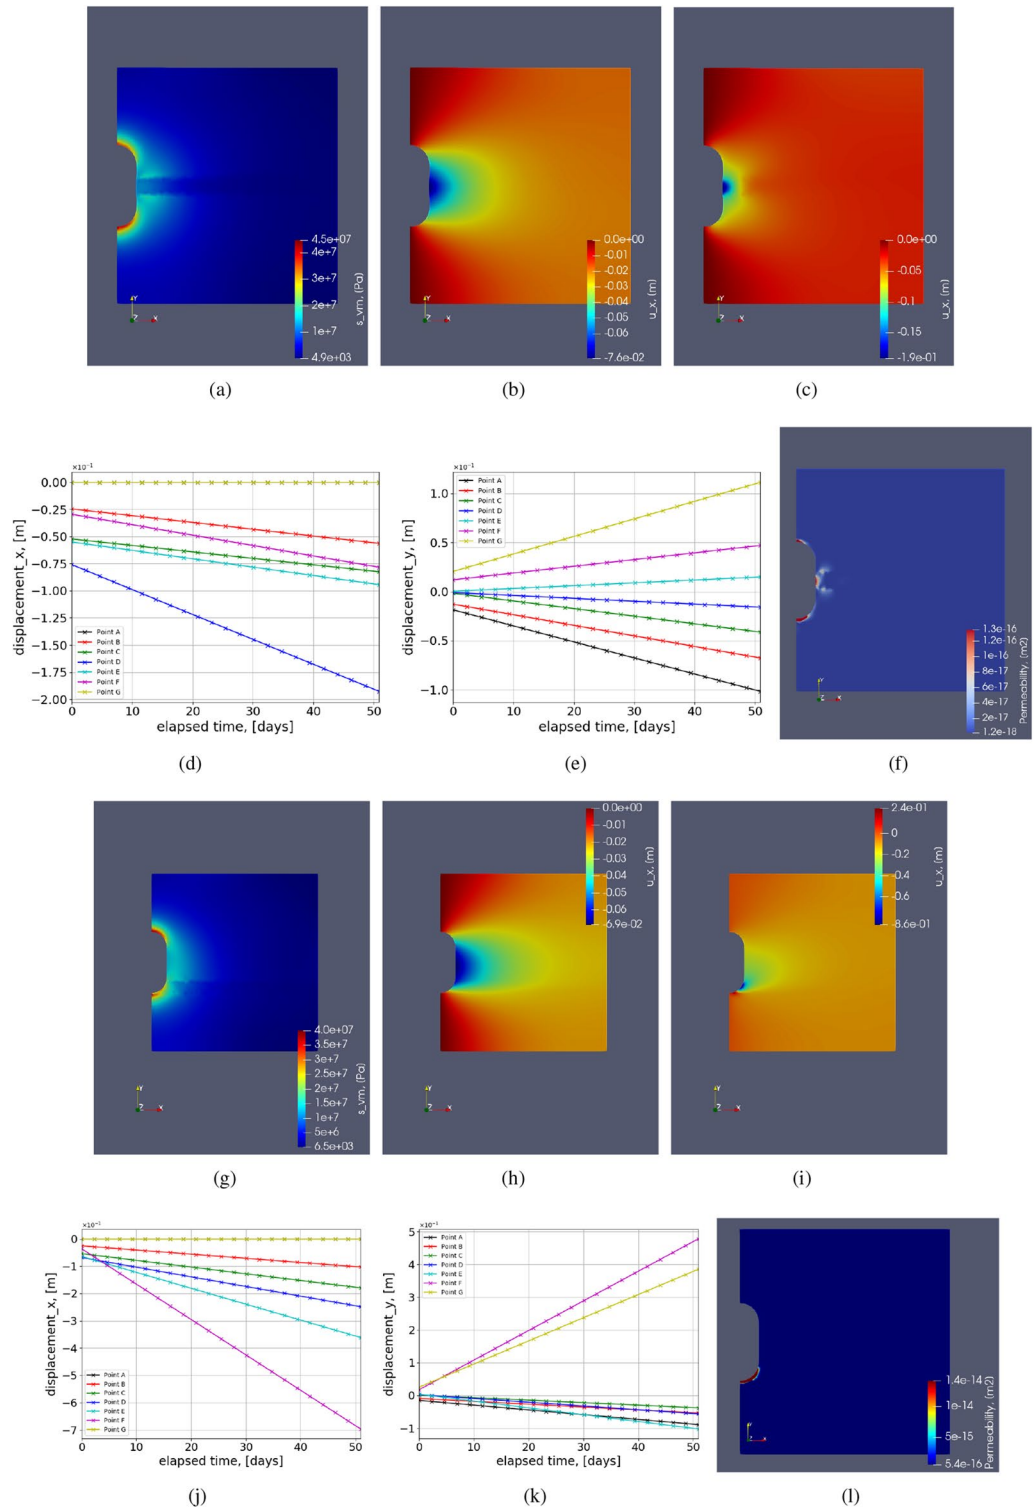 4.5e+07
4e+7
2e+7
1e+7
4.9e+03
s_vm, (Pa)
Y
Z
X
0.0e+00
-0.01
-0.02
-0.03
-0.04
-0.05
-0.06
-7.6e-02
u_x, (m)
Y
Z
X
0.0e+00
-0.05
-0.1
-0.15
-1.9e-01
u_x, (m)
Y
Z
X
(a)
(b)
(c)
×10⁻¹
0.00
-0.25
-0.50
-0.75
-1.00
-1.25
-1.50
-1.75
-2.00
displacement_x, [m]
Point A
Point B
Point C
Point D
Point E
Point F
Point G
0 10 20 30 40 50
elapsed time, [days]
×10⁻¹
1.0
0.5
0.0
-0.5
-1.0
displacement_y, [m]
Point A
Point B
Point C
Point D
Point E
Point F
Point G
0 10 20 30 40 50
elapsed time, [days]
1.3e-16
1.2e-16
1e-16
8e-17
6e-17
4e-17
2e-17
1.2e-18
Permeability, (m2)
Y
Z
X
(d)
(e)
(f)
4.0e+07
3.5e+7
3e+7
2.5e+7
2e+7
1.5e+7
1e+7
5e+6
6.5e+03
s_vm, (Pa)
Y
Z
X
0.0e+00
-0.01
-0.02
-0.03
-0.04
-0.05
-0.06
-6.9e-02
u_x, (m)
Y
Z
X
2.4e-01
0
-0.2
-0.4
-0.6
-8.6e-01
u_x, (m)
Y
Z
X
(g)
(h)
(i)
×10⁻¹
0
-1
-2
-3
-4
-5
-6
-7
displacement_x, [m]
Point A
Point B
Point C
Point D
Point E
Point F
Point G
0 10 20 30 40 50
elapsed time, [days]
×10⁻¹
5
4
3
2
1
0
-1
displacement_y, [m]
Point A
Point B
Point C
Point D
Point E
Point F
Point G
0 10 20 30 40 50
elapsed time, [days]
1.4e-14
1e-14
5e-15
5.4e-16
Permeability, (m2)
Y
Z
X
(j)
(k)
(l)